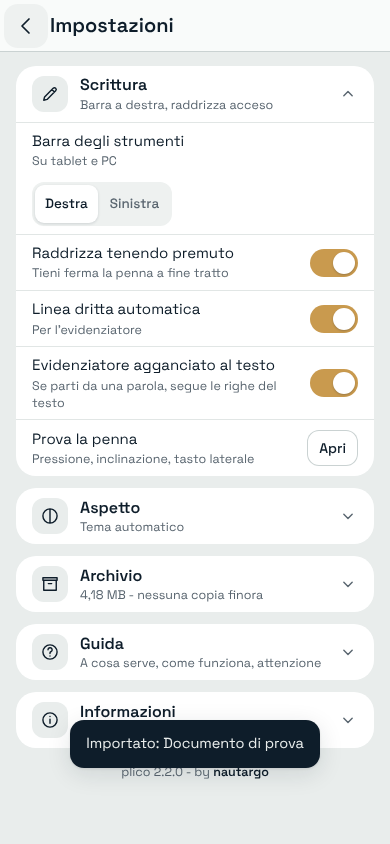 Impostazioni
Scrittura
Barra a destra, raddrizza acceso
Barra degli strumenti
Su tablet e PC
Destra
Sinistra
Raddrizza tenendo premuto
Tieni ferma la penna a fine tratto
Linea dritta automatica
Per l'evidenziatore
Evidenziatore agganciato al testo
Se parti da una parola, segue le righe del
testo
Prova la penna
Pressione, inclinazione, tasto laterale
Apri
Aspetto
Tema automatico
Archivio
4,18 MB - nessuna copia finora
Guida
A cosa serve, come funziona, attenzione
Informazioni
Importato: Documento di prova
plico 2.2.0 - by nautargo